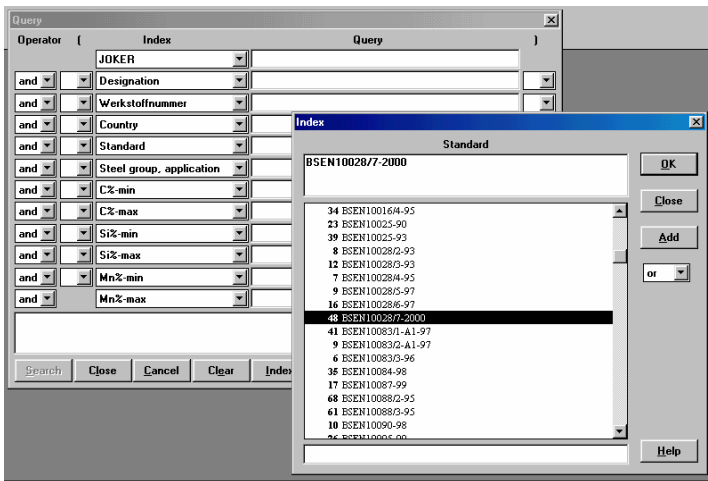 Query
Operator ( Index Query )
JOKER
and Designation
and Werkstoffnummer
and Country
and Standard
and Steel group, application
and C%-min
and C%-max
and Si%-min
and Si%-max
and Mn%-min
and Mn%-max
Search Close Cancel Clear Index
Index
Standard
BSEN10028/7-2000
OK
Close
Add
or
34 BSEN10016/4-95
23 BSEN10025-90
39 BSEN10025-93
8 BSEN10028/2-93
12 BSEN10028/3-93
7 BSEN10028/4-95
9 BSEN10028/5-97
16 BSEN10028/6-97
48 BSEN10028/7-2000
41 BSEN10083/1-A1-97
9 BSEN10083/2-A1-97
6 BSEN10083/3-96
35 BSEN10084-98
17 BSEN10087-99
68 BSEN10088/2-95
61 BSEN10088/3-95
10 BSEN10090-98
26 BSEN10095-99
Help